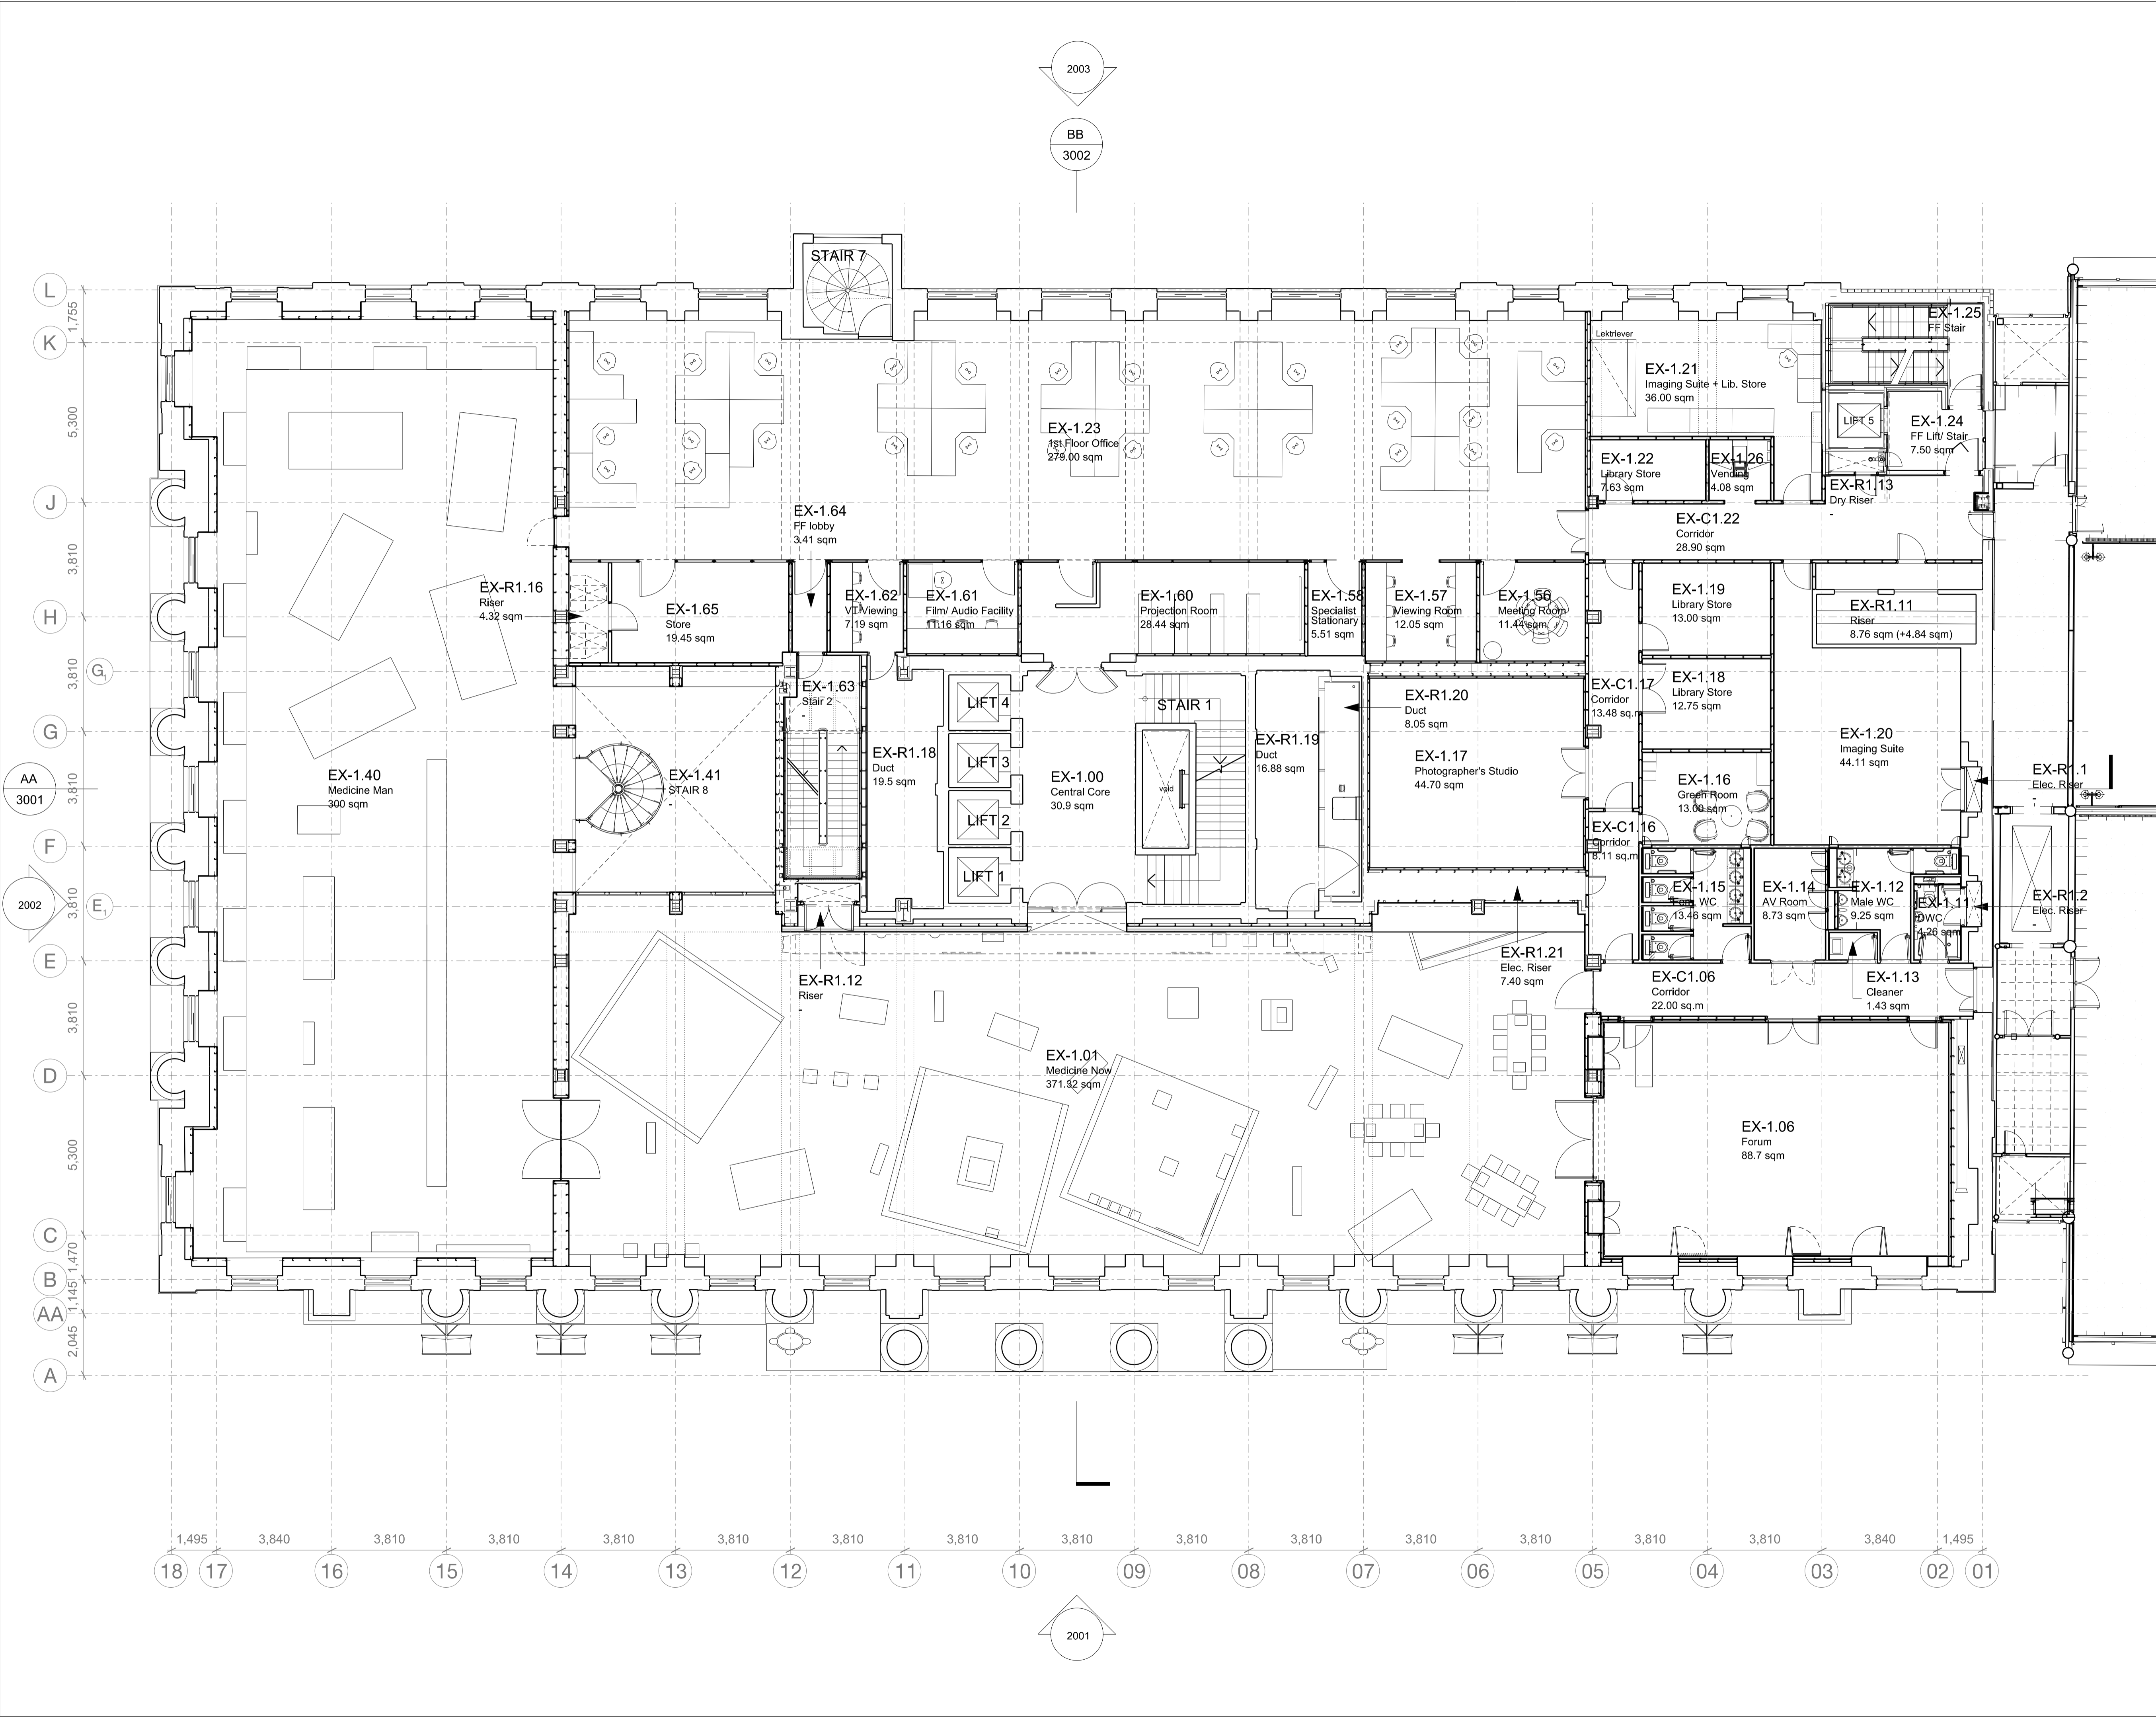 2003
BB
3002
STAIR 7
L
1,755
K
5,300
J
3,810
H
3,810
G1
G
3,810
AA
3001
F
2002
3,810
E1
E
3,810
D
5,300
C
1,470
B
1,145
AA
2,045
A
EX-1.25
FF Stair
Lektriever
EX-1.21
Imaging Suite + Lib. Store
36.00 sqm
LIFT 5
EX-1.24
FF Lift/ Stair
7.50 sqm
EX-1.23
1st Floor Office
279.00 sqm
EX-1.22
Library Store
7.63 sqm
EX-1.26
Vending
4.08 sqm
EX-R1.13
Dry Riser
-
EX-1.64
FF lobby
3.41 sqm
EX-C1.22
Corridor
28.90 sqm
EX-R1.16
Riser
4.32 sqm
EX-1.65
Store
19.45 sqm
EX-1.62
VT Viewing
7.19 sqm
EX-1.61
Film/ Audio Facility
11.16 sqm
EX-1.60
Projection Room
28.44 sqm
EX-1.58
Specialist
Stationary
5.51 sqm
EX-1.57
Viewing Room
12.05 sqm
EX-1.56
Meeting Room
11.44 sqm
EX-1.19
Library Store
13.00 sqm
EX-R1.11
Riser
8.76 sqm (+4.84 sqm)
EX-1.63
Stair 2
-
LIFT 4
STAIR 1
EX-R1.20
Duct
8.05 sqm
EX-C1.17
Corridor
13.48 sq.m
EX-1.18
Library Store
12.75 sqm
EX-1.40
Medicine Man
300 sqm
EX-1.41
STAIR 8
-
EX-R1.18
Duct
19.5 sqm
LIFT 3
EX-1.00
Central Core
30.9 sqm
void
EX-R1.19
Duct
16.88 sqm
EX-1.17
Photographer's Studio
44.70 sqm
EX-1.16
Green Room
13.00 sqm
EX-1.20
Imaging Suite
44.11 sqm
EX-R1.1
Elec. Riser
-
LIFT 2
EX-C1.16
Corridor
8.11 sq.m
LIFT 1
EX-1.15
Fem. WC
13.46 sqm
EX-1.14
AV Room
8.73 sqm
EX-1.12
Male WC
9.25 sqm
EX-1.11
DWC
4.26 sqm
EX-R1.2
Elec. Riser
-
EX-R1.12
Riser
-
EX-R1.21
Elec. Riser
7.40 sqm
EX-C1.06
Corridor
22.00 sq.m
EX-1.13
Cleaner
1.43 sqm
EX-1.01
Medicine Now
371.32 sqm
EX-1.06
Forum
88.7 sqm
1,495 3,840 3,810 3,810 3,810 3,810 3,810 3,810 3,810 3,810 3,810 3,810 3,810 3,810 3,810 3,840 1,495
18 17 16 15 14 13 12 11 10 09 08 07 06 05 04 03 02 01
2001